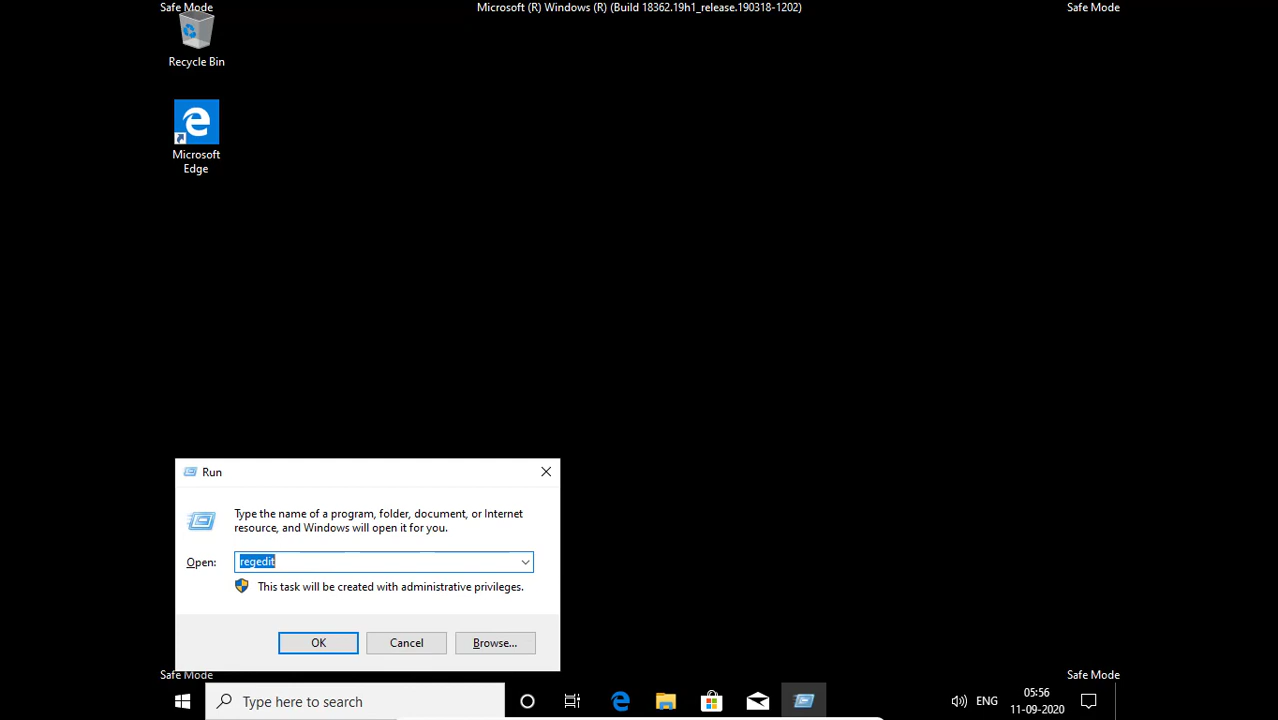 Safe Mode
Microsoft (R) Windows (R) (Build 18362.19h1_release.190318-1202)
Safe Mode
Recycle Bin
Microsoft
Edge
Run
Type the name of a program, folder, document, or Internet
resource, and Windows will open it for you.
Open:
regedit
This task will be created with administrative privileges.
OK
Cancel
Browse...
Safe Mode
Safe Mode
Type here to search
ENG
05:56
11-09-2020